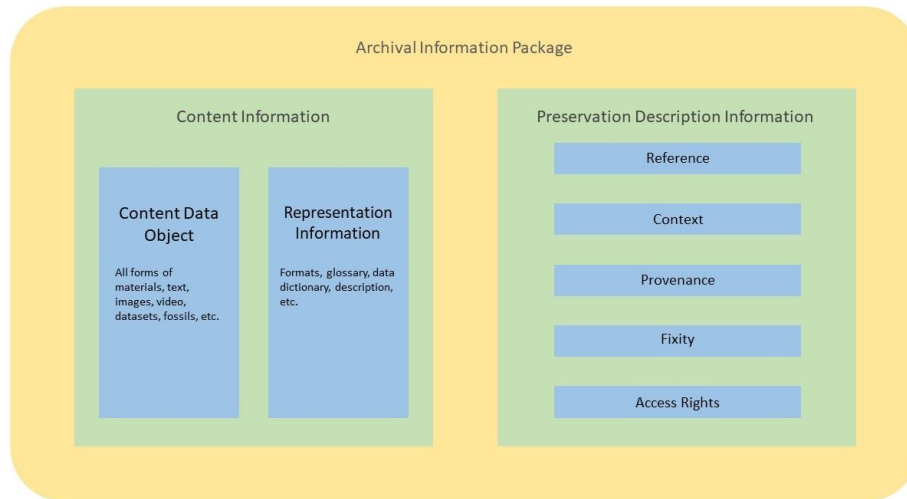 Archival Information Package
Content Information
Content Data
Object
All forms of
materials, text,
images, video,
datasets, fossils, etc.
Representation
Information
Formats, glossary, data
dictionary, description,
etc.
Preservation Description Information
Reference
Context
Provenance
Fixity
Access Rights